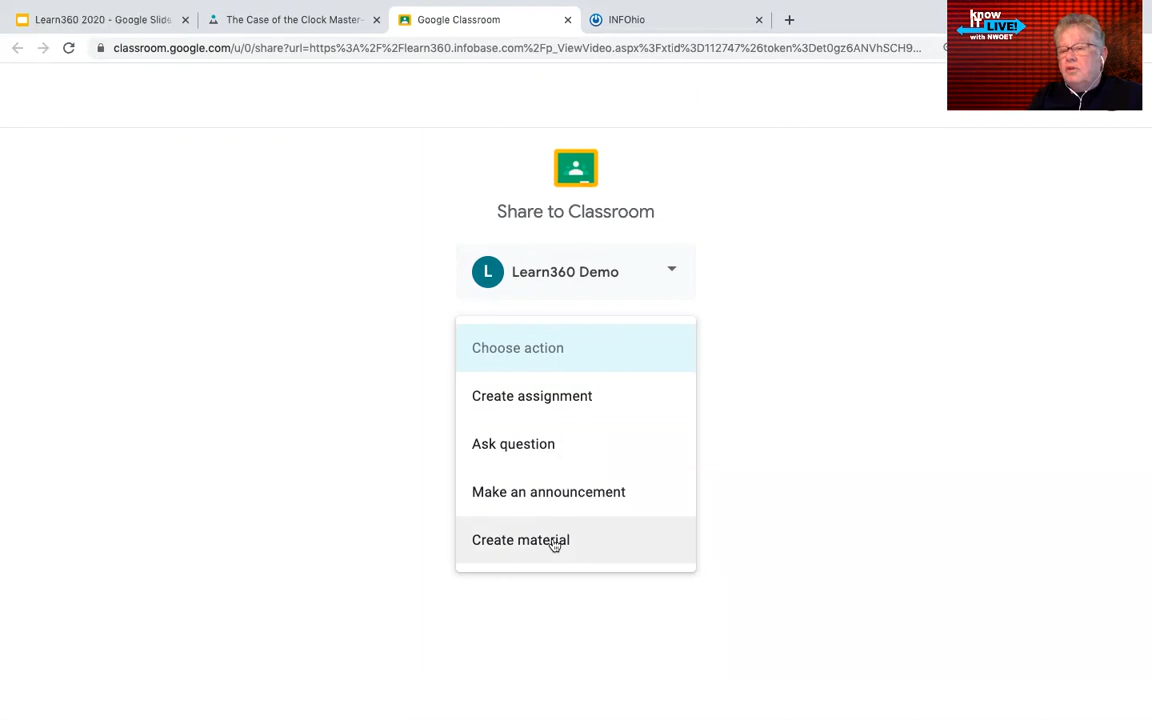 Learn360 2020 - Google Slide
The Case of the Clock Master-
Google Classroom
INFOhio
classroom.google.com/u/0/share?url=https%3A%2F%2Flearn360.infobase.com%2Fp_ViewVideo.aspx%3Fxtid%3D112747%26token%3Det0gz6ANVhSCH9...
know
IT LIVE!
with NWOET
Share to Classroom
L Learn360 Demo
Choose action
Create assignment
Ask question
Make an announcement
Create material